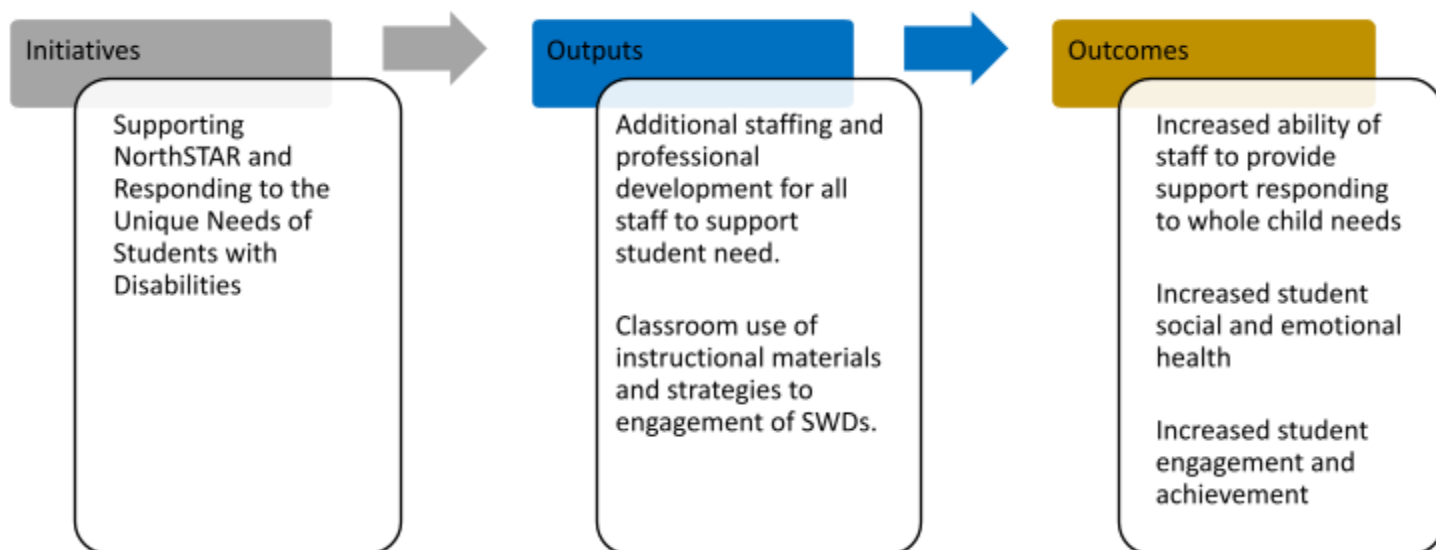 Initiatives
Supporting
NorthSTAR and
Responding to the
Unique Needs of
Students with
Disabilities
Outputs
Additional staffing and
professional
development for all
staff to support
student need.
Classroom use of
instructional materials
and strategies to
engagement of SWDs.
Outcomes
Increased ability of
staff to provide
support responding
to whole child needs
Increased student
social and emotional
health
Increased student
engagement and
achievement